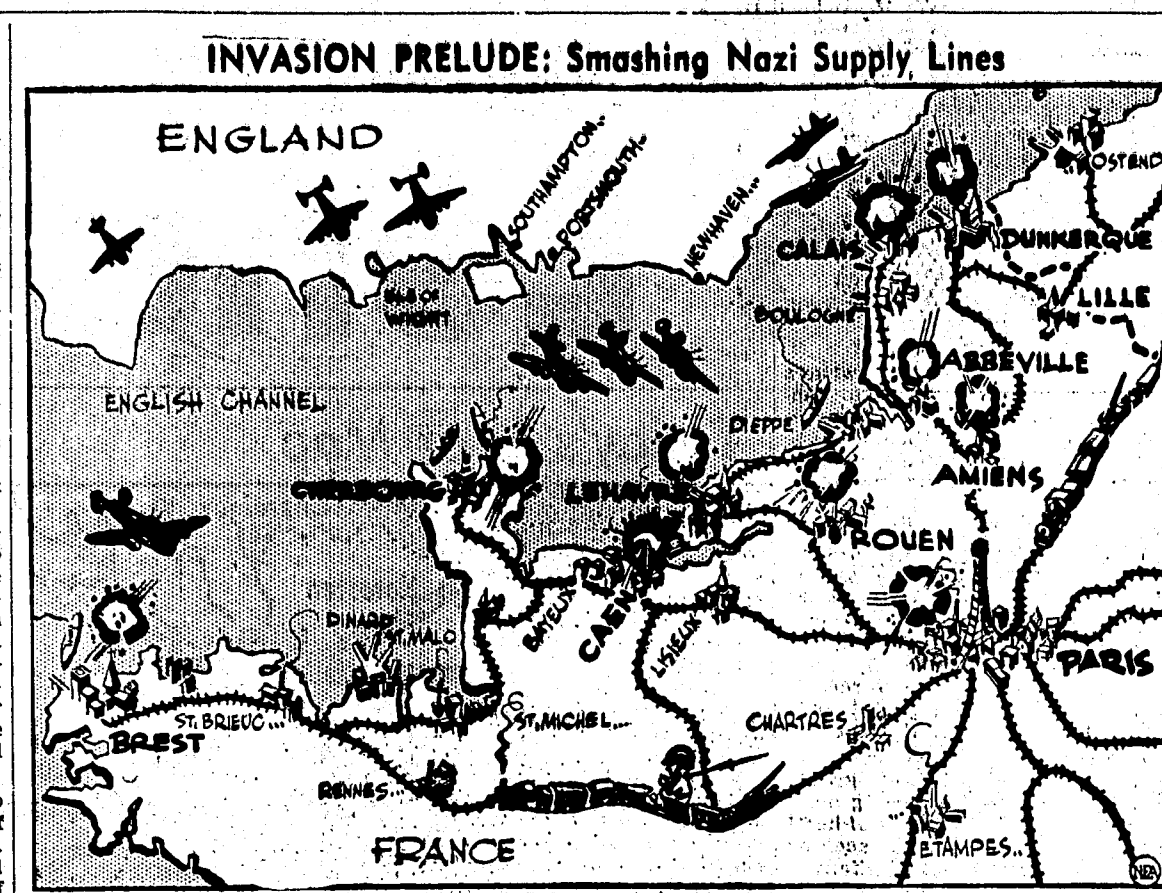 INVASION PRELUDE: Smashing Nazi Supply Lines
ENGLAND
SOUTHAMPTON..
PORTSMOUTH..
NEWHAVEN...
OSTEND
CALAIS
DUNKERQUE
ISLE OF
WIGHT
LILLE
BOULOGNE
ABBEVILLE
ENGLISH CHANNEL
DIEPPE
AMIENS
CHERBOURG
LEHAVRE
ROUEN
BAYEUX
CAEN
LISIEUX
DINARD
ST. MALO
PARIS
ST. BRIEUC...
ST. MICHEL...
CHARTRES
BREST
RENNES...
FRANCE
ETAMPES..
NEA